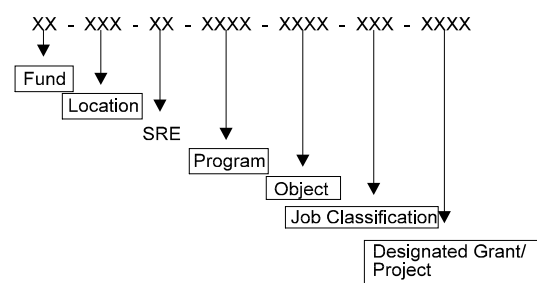 XX - XXX - XX - XXXX - XXXX - XXX - XXXX
Fund
Location
SRE
Program
Object
Job Classification
Designated Grant/
Project